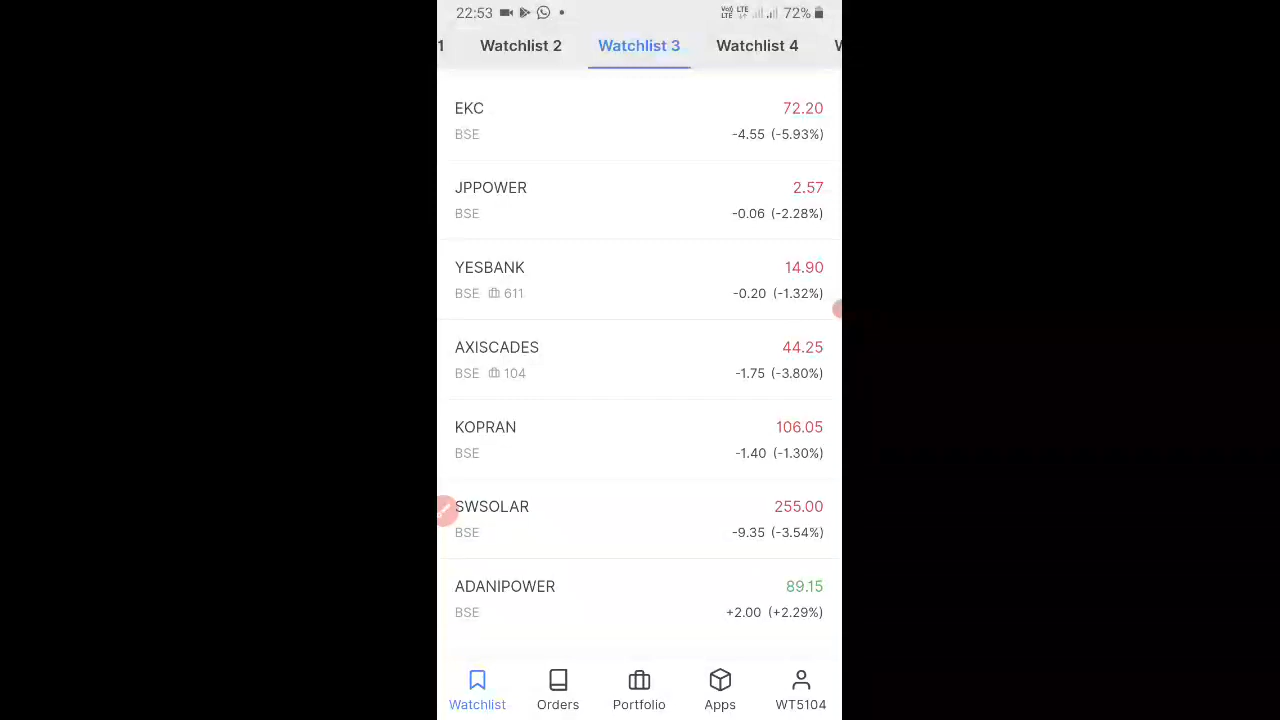 22:53 Vo) LTE LTE 72%
1 Watchlist 2 Watchlist 3 Watchlist 4
EKC 72.20
BSE -4.55 (-5.93%)
JPPOWER 2.57
BSE -0.06 (-2.28%)
YESBANK 14.90
BSE 611 -0.20 (-1.32%)
AXISCADES 44.25
BSE 104 -1.75 (-3.80%)
KOPRAN 106.05
BSE -1.40 (-1.30%)
SWSOLAR 255.00
BSE -9.35 (-3.54%)
ADANIPOWER 89.15
BSE +2.00 (+2.29%)
Watchlist Orders Portfolio Apps WT5104